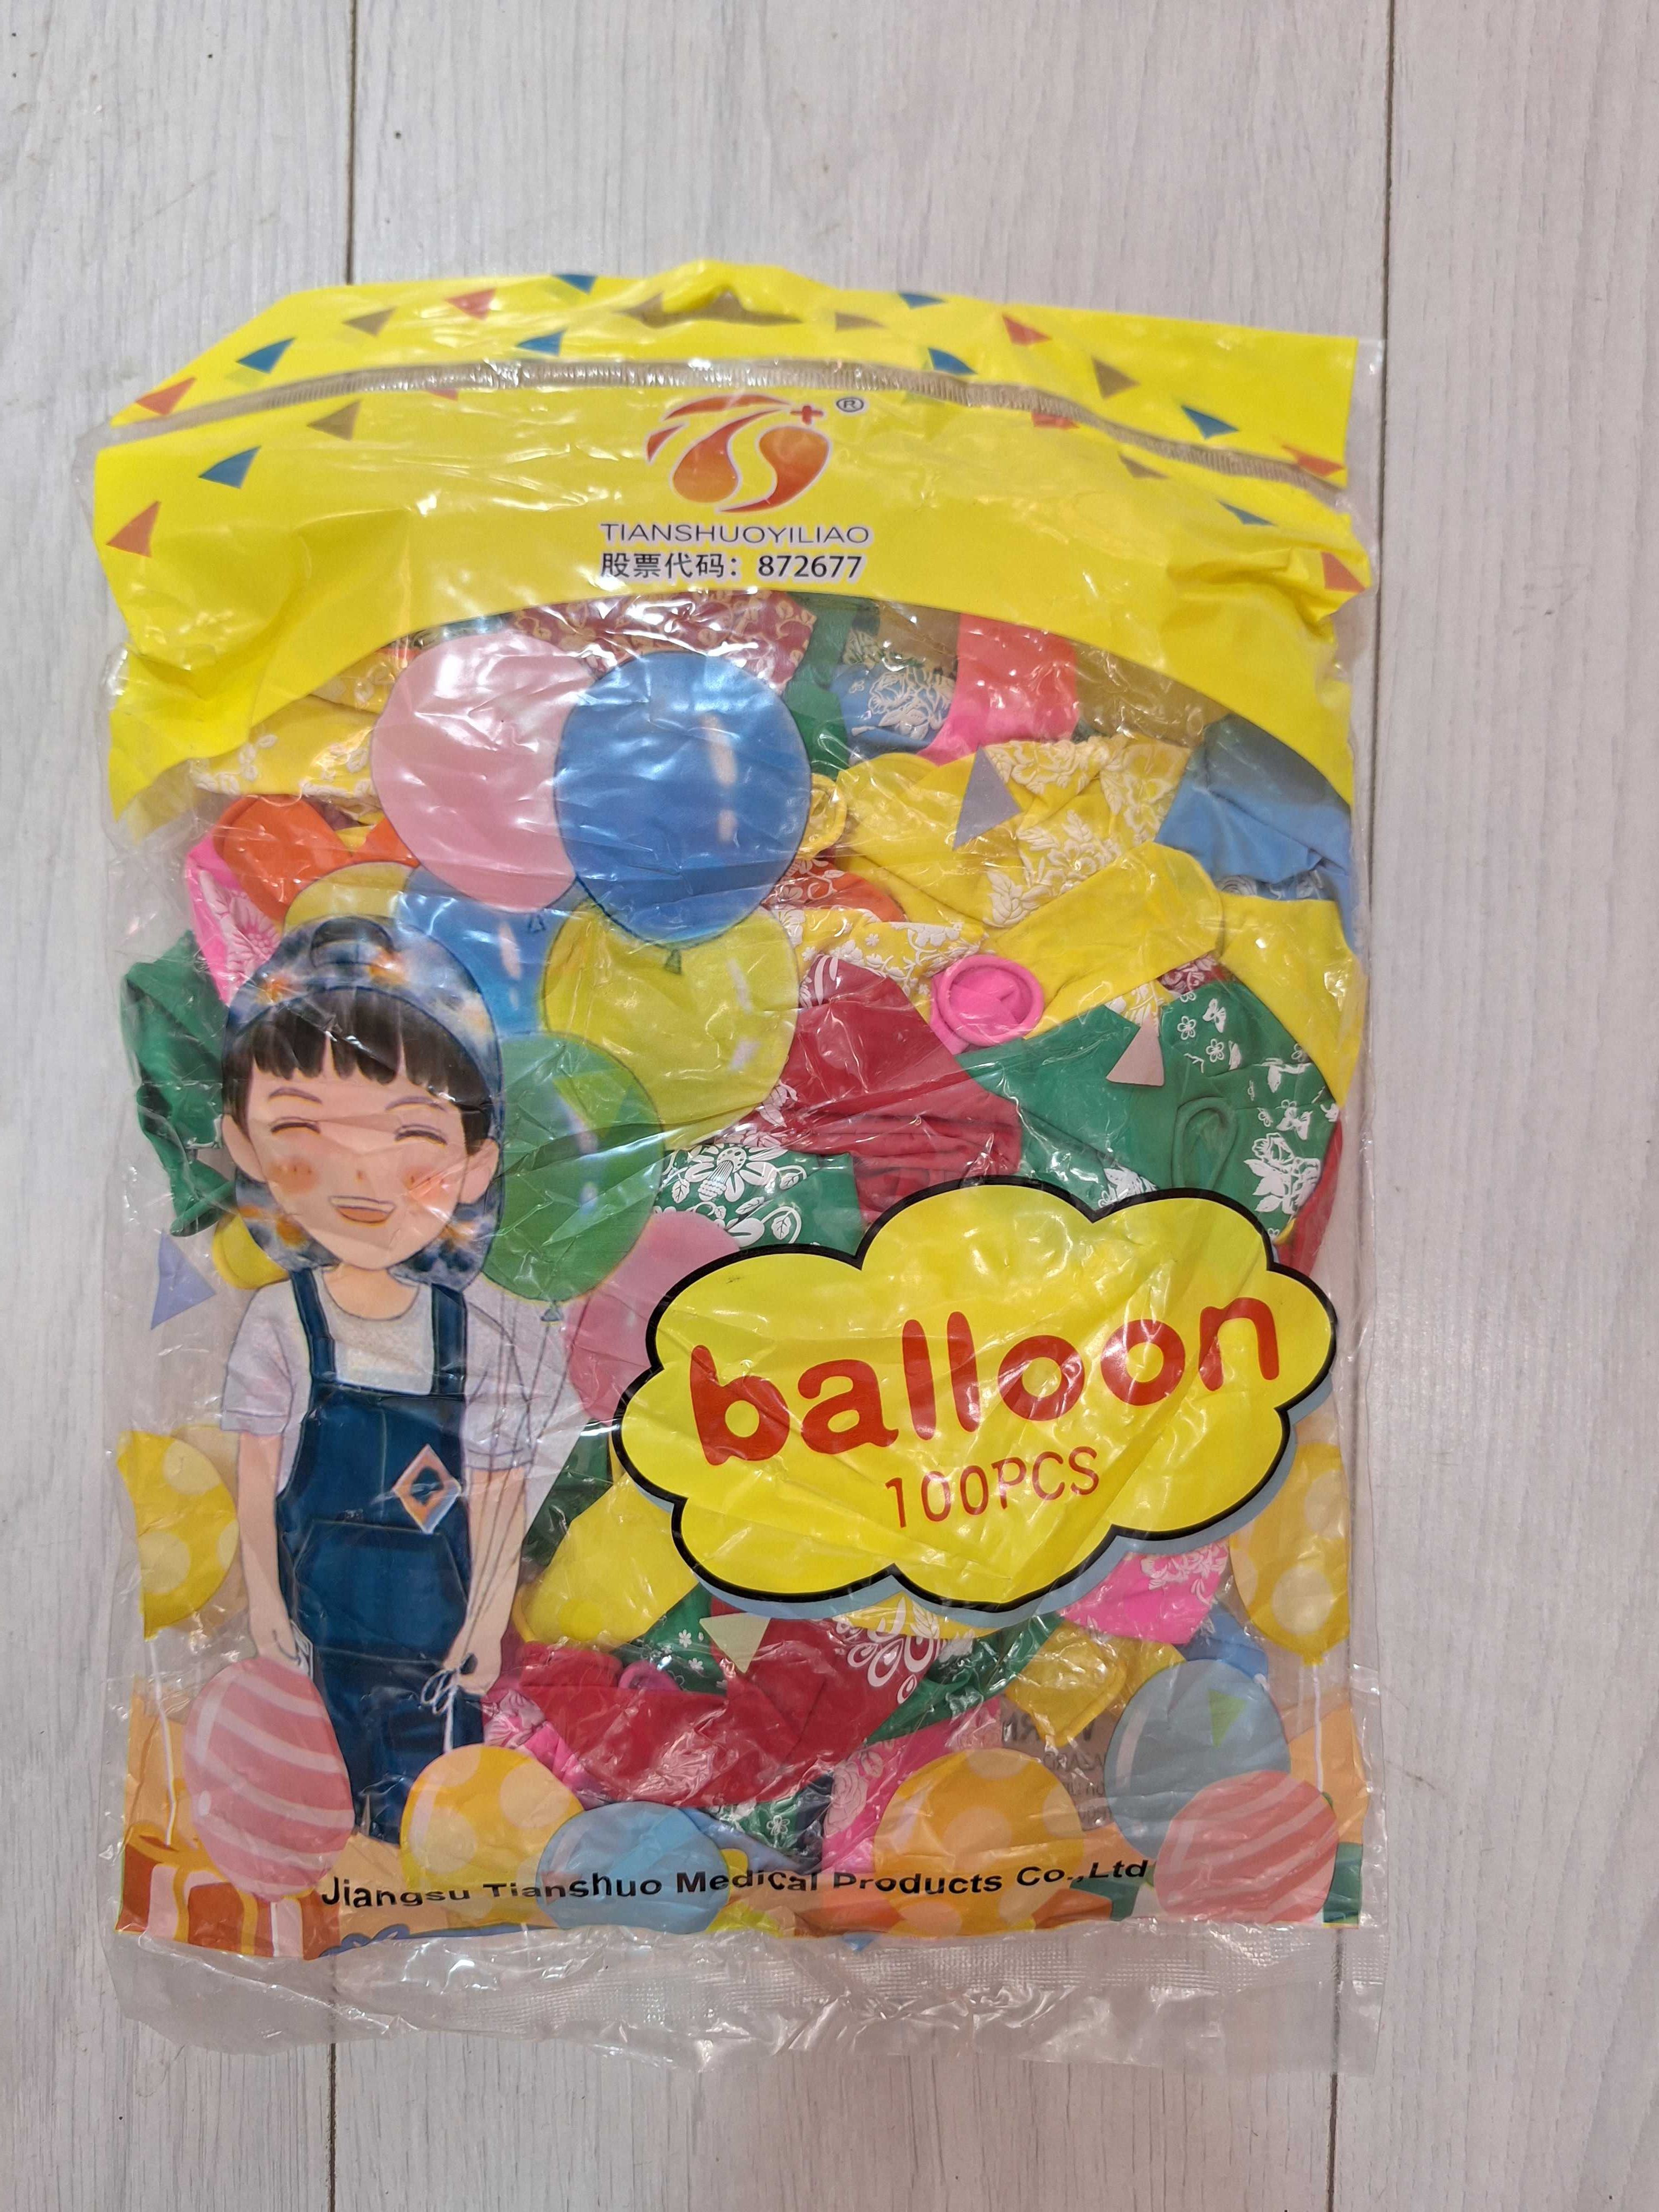 ®
TIANSHUOYILIAO
股票代码：872677
balloon
100PCS
Jiangsu Tianshuo Medical Products Co.,Ltd